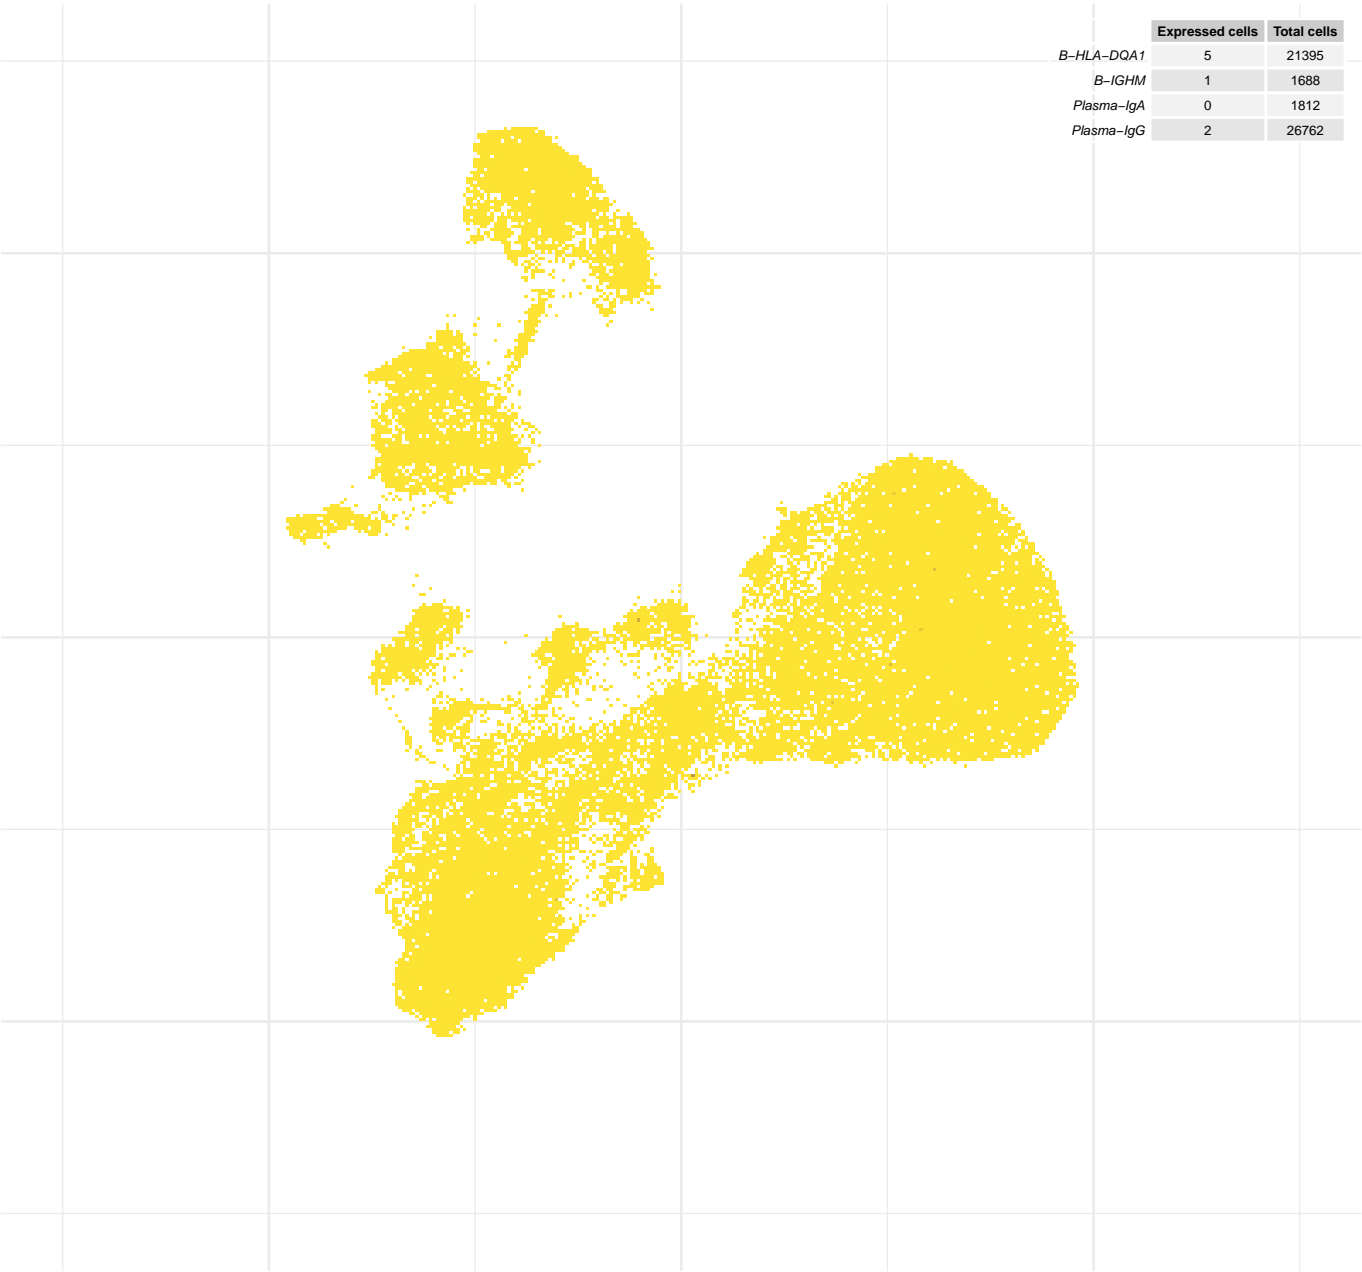 Expressed cells Total cells
B−HLA−DQA1 5 21395
B−IGHM 1 1688
Plasma−IgA 0 1812
Plasma−IgG 2 26762